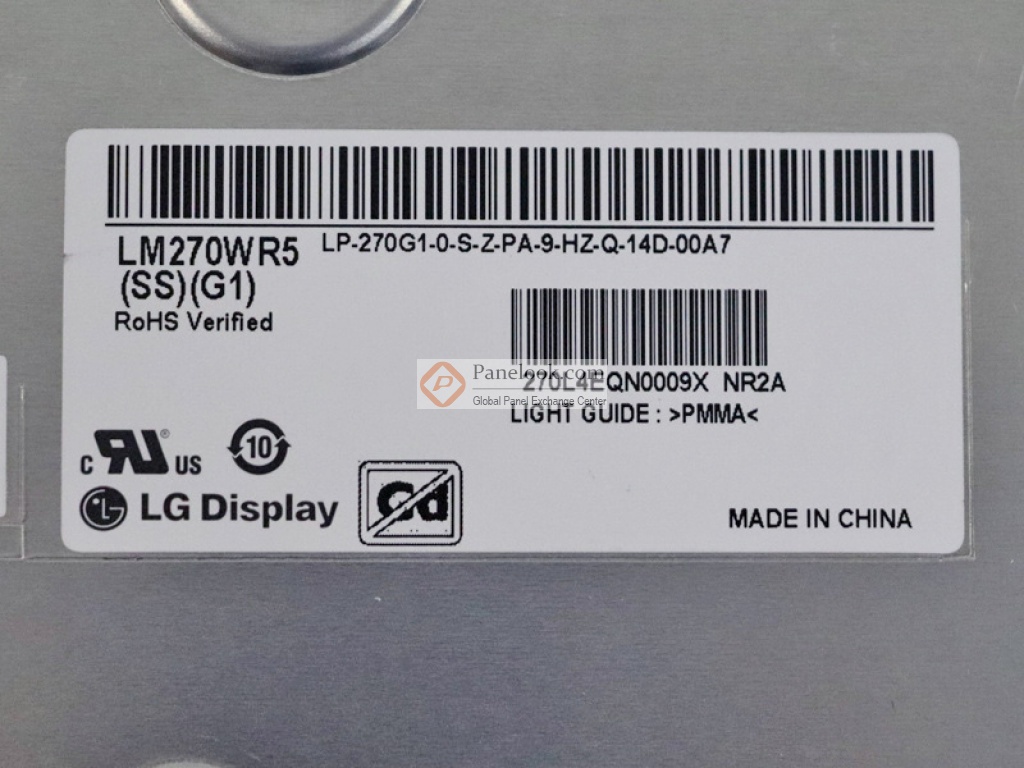 LM270WR5 LP-270G1-0-S-Z-PA-9-HZ-Q-14D-00A7
(SS)(G1)
RoHS Verified
Panelook.com
270L4EQN0009X NR2A
Global Panel Exchange Center
LIGHT GUIDE : >PMMA<
c RU ® US 10
LG Display Cd
MADE IN CHINA